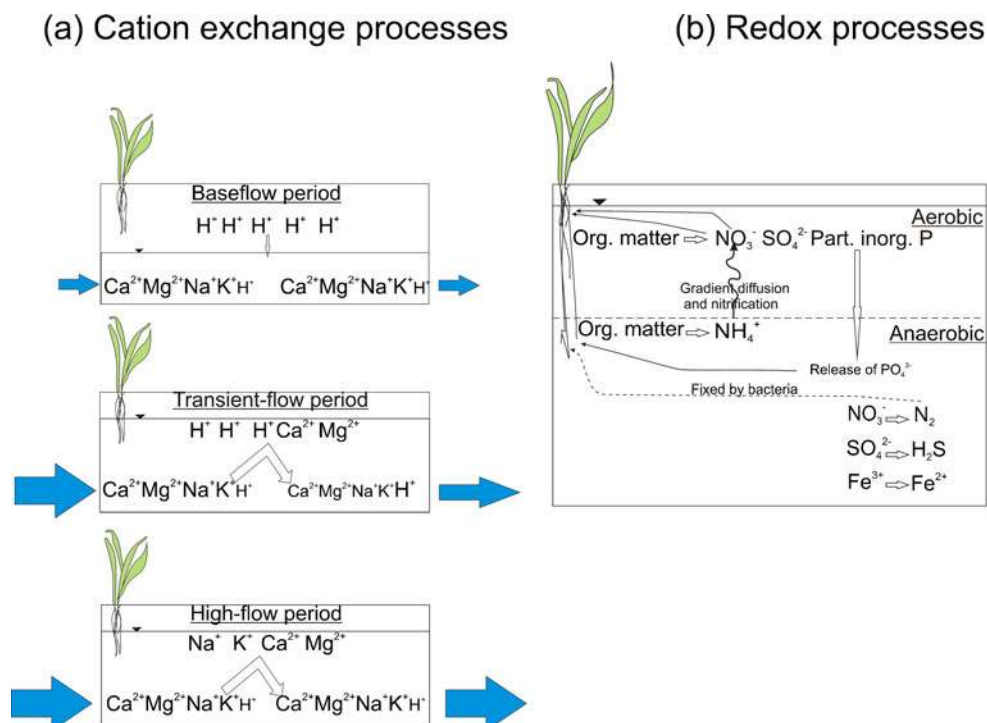 (a) Cation exchange processes
Baseflow period
H⁺ H⁺ H⁺ H⁺ H⁺
Ca²⁺Mg²⁺Na⁺K⁺H⁺ Ca²⁺Mg²⁺Na⁺K⁺H⁺
Transient-flow period
H⁺ H⁺ H⁺Ca²⁺ Mg²⁺
Ca²⁺Mg²⁺Na⁺K⁺H⁺ Ca²⁺Mg²⁺Na⁺K⁺H⁺
High-flow period
Na⁺ K⁺ Ca²⁺ Mg²⁺
Ca²⁺Mg²⁺Na⁺K⁺H⁺ Ca²⁺Mg²⁺Na⁺K⁺H⁺
(b) Redox processes
Aerobic
Org. matter ⇨ NO₃⁻ SO₄²⁻ Part. inorg. P
Gradient diffusion
and nitrification
Org. matter ⇨ NH₄⁺
Anaerobic
Release of PO₄³⁻
Fixed by bacteria
NO₃⁻ ⇨ N₂
SO₄²⁻ ⇨ H₂S
Fe³⁺ ⇨ Fe²⁺